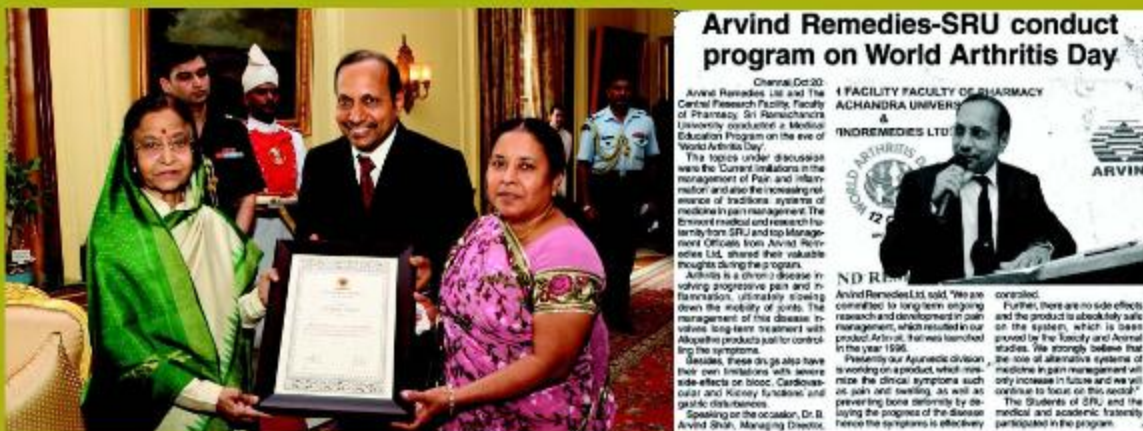 Arvind Remedies-SRU conduct
program on World Arthritis Day
Chennai,Oct 20:
Arvind Remedies Ltd and The
Central Research Facility, Faculty
of Pharmacy, Sri Ramachandra
University conducted a Medical
Education Program on the eve of
'World Arthritis Day'.
The topics under discussion
were the 'Current limitations in the
management of Pain and inflam-
mation' and also the increasing rel-
evance of traditional systems of
medicine in pain management. The
Eminent medical and research fra-
ternity from SRU and top Manage-
ment Officials from Arvind Rem-
edies Ltd, shared their valuable
thoughts during the program.
Arthritis is a chronic disease in-
volving progressive pain and in-
flammation, ultimately slowing
down the mobility of joints. The
management of this disease in-
volves long-term treatment with
Allopathic products just for control-
ling the symptoms.
Besides, these drugs also have
their own limitations with severe
side-effects on blood, Cardiovas-
cular and Kidney functions and
gastric disturbances.
Speaking on the occasion, Dr. B.
Arvind Shah, Managing Director,
FACILITY FACULTY OF PHARMACY
ACHANDRA UNIVERS
&
INDREMEDIES LTD
WORLD ARTHRITIS D
12
ARVIN
ND RE
Arvind Remedies Ltd, said, "We are
committed to long-term ongoing
research and development in pain
management, which resulted in our
product that was launched
in the year 1996.
Presently our Ayurvedic division
is working on a product, which mini-
mize the clinical symptoms such
as pain and swelling, as well as
preventing bone deformity by de-
laying the progress of the disease
hence the symptoms is effectively
controlled.
Further, there are no side effects
and the product is absolutely safe
on the system, which is been
proved by the Toxicity and Animal
studies. We strongly believe that
the role of alternative systems of
medicine in pain management will
only increase in future and we will
continue to focus on this
The Students of SRU and the
medical and academic fraternity
participated in the program.